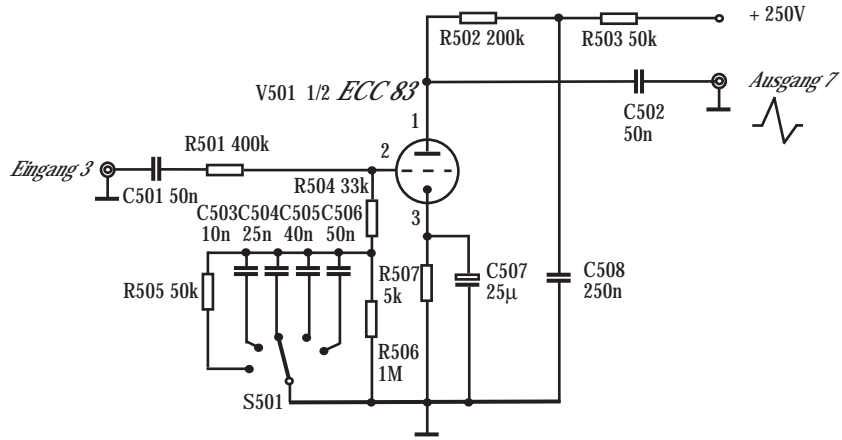 R502 200k
R503 50k
+ 250V
V501 1/2 ECC 83
Ausgang 7
1
C502
50n
R501 400k
2
Eingang 3
C501 50n
R504 33k
3
C503C504C505C506
10n 25n 40n 50n
R507
5k
C507
25µ
C508
250n
R505 50k
R506
1M
S501